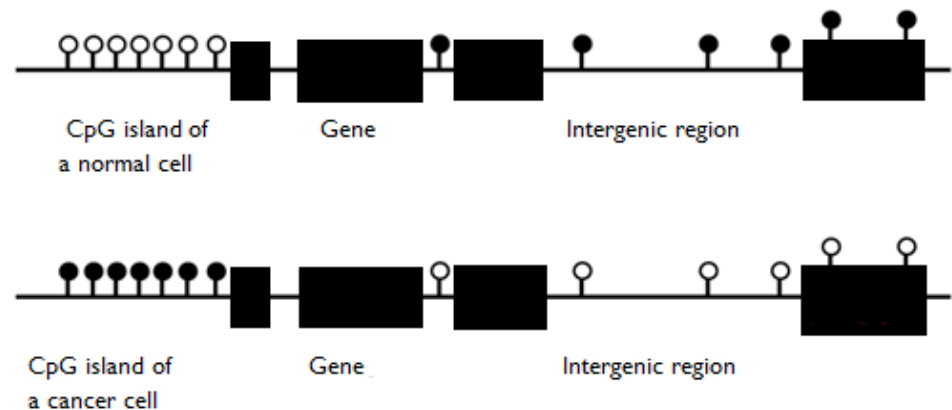 CpG island of
a normal cell
Gene
Intergenic region
CpG island of
a cancer cell
Gene
Intergenic region